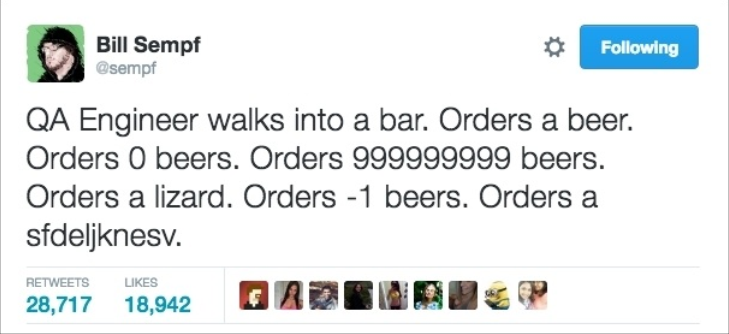 Bill Sempf
@sempf
Following
QA Engineer walks into a bar. Orders a beer.
Orders 0 beers. Orders 999999999 beers.
Orders a lizard. Orders -1 beers. Orders a
sfdeljknesv.
RETWEETS LIKES
28,717 18,942